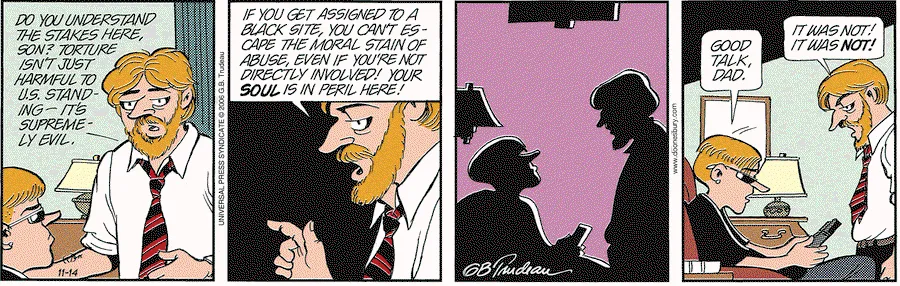 DO YOU UNDERSTAND
THE STAKES HERE,
SON? TORTURE
ISN'T JUST
HARMFUL TO
U.S. STAND-
ING — IT'S
SUPREME-
LY EVIL.
11-14
UNIVERSAL PRESS SYNDICATE © 2006 G.B. Trudeau
IF YOU GET ASSIGNED TO A
BLACK SITE, YOU CAN'T ES-
CAPE THE MORAL STAIN OF
ABUSE, EVEN IF YOU'RE NOT
DIRECTLY INVOLVED! YOUR
SOUL IS IN PERIL HERE!
GB Trudeau
www.doonesbury.com
GOOD
TALK,
DAD.
IT WAS NOT!
IT WAS NOT!